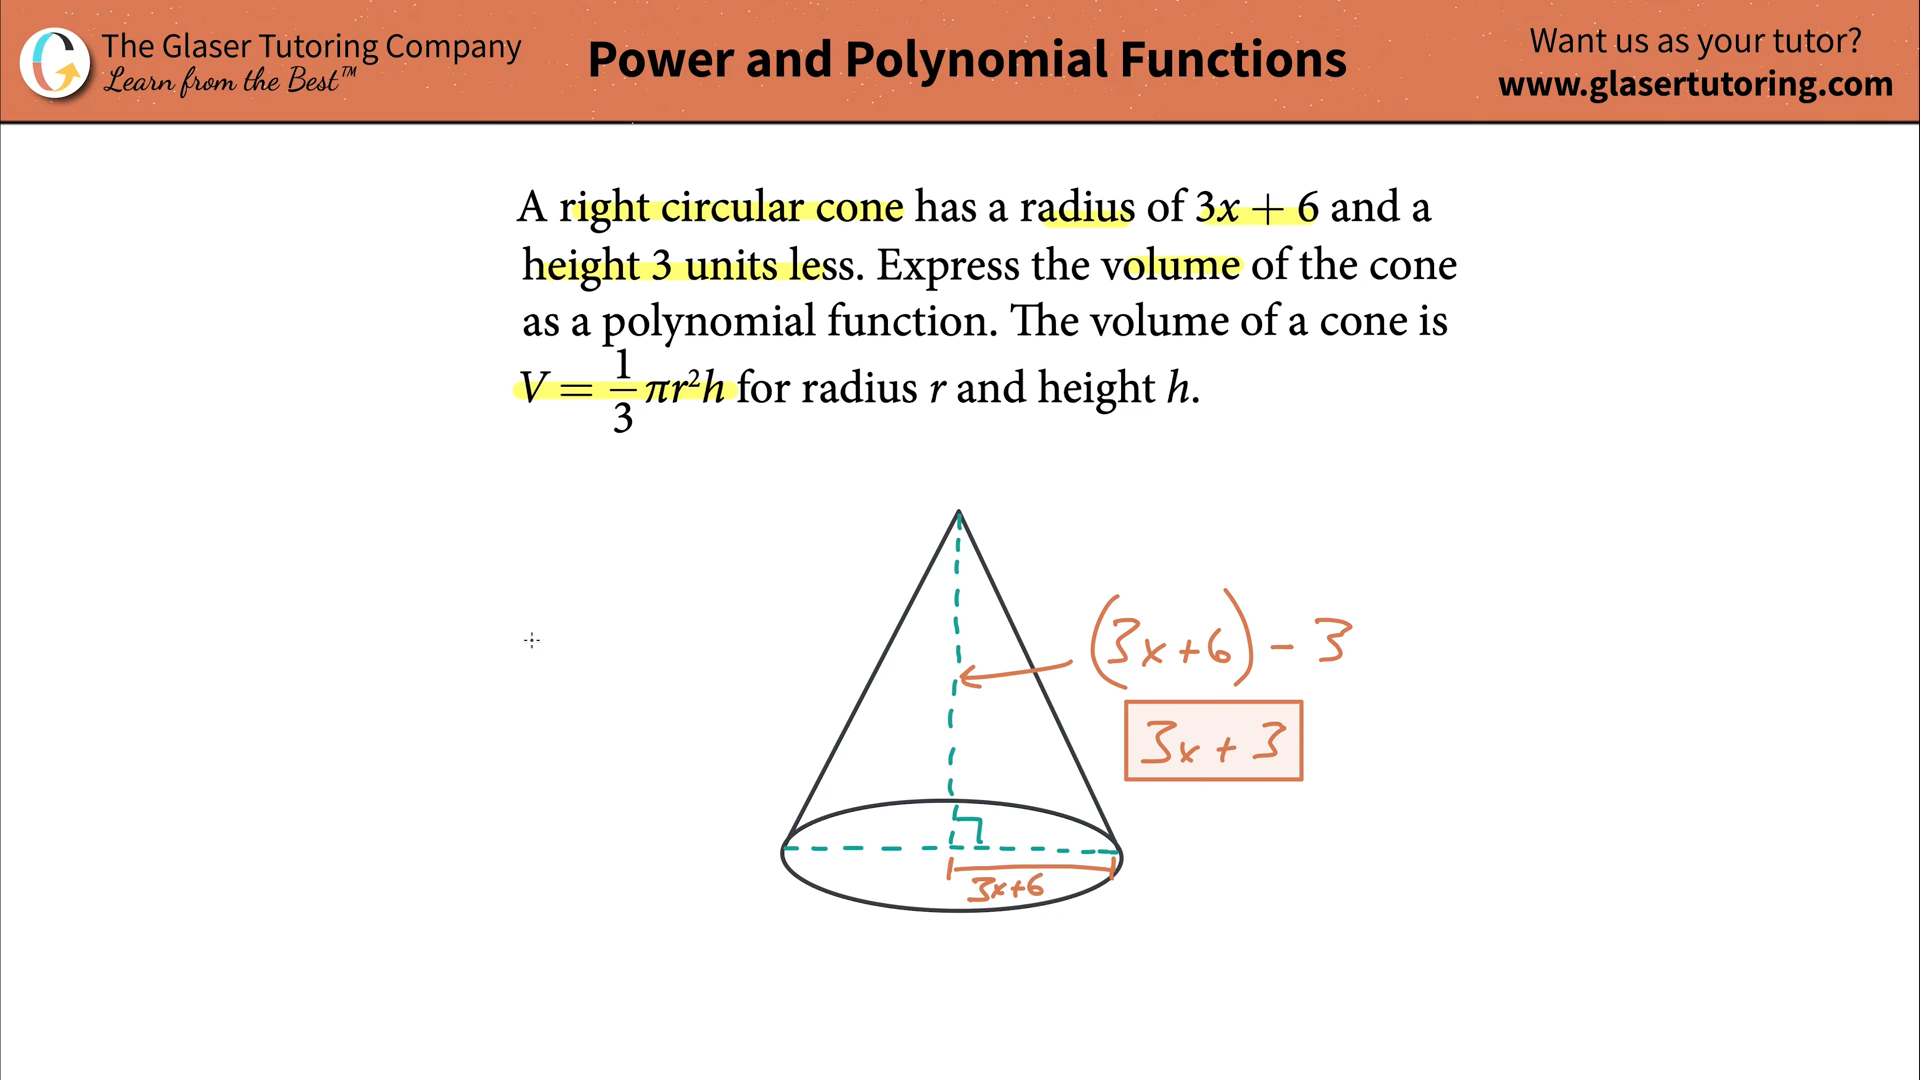 The Glaser Tutoring Company
Learn from the Best™
Power and Polynomial Functions
Want us as your tutor?
www.glasertutoring.com
A right circular cone has a radius of 3x + 6 and a
height 3 units less. Express the volume of the cone
as a polynomial function. The volume of a cone is
V = 1/3 πr²h for radius r and height h.
(3x+6) - 3
3x + 3
3x+6